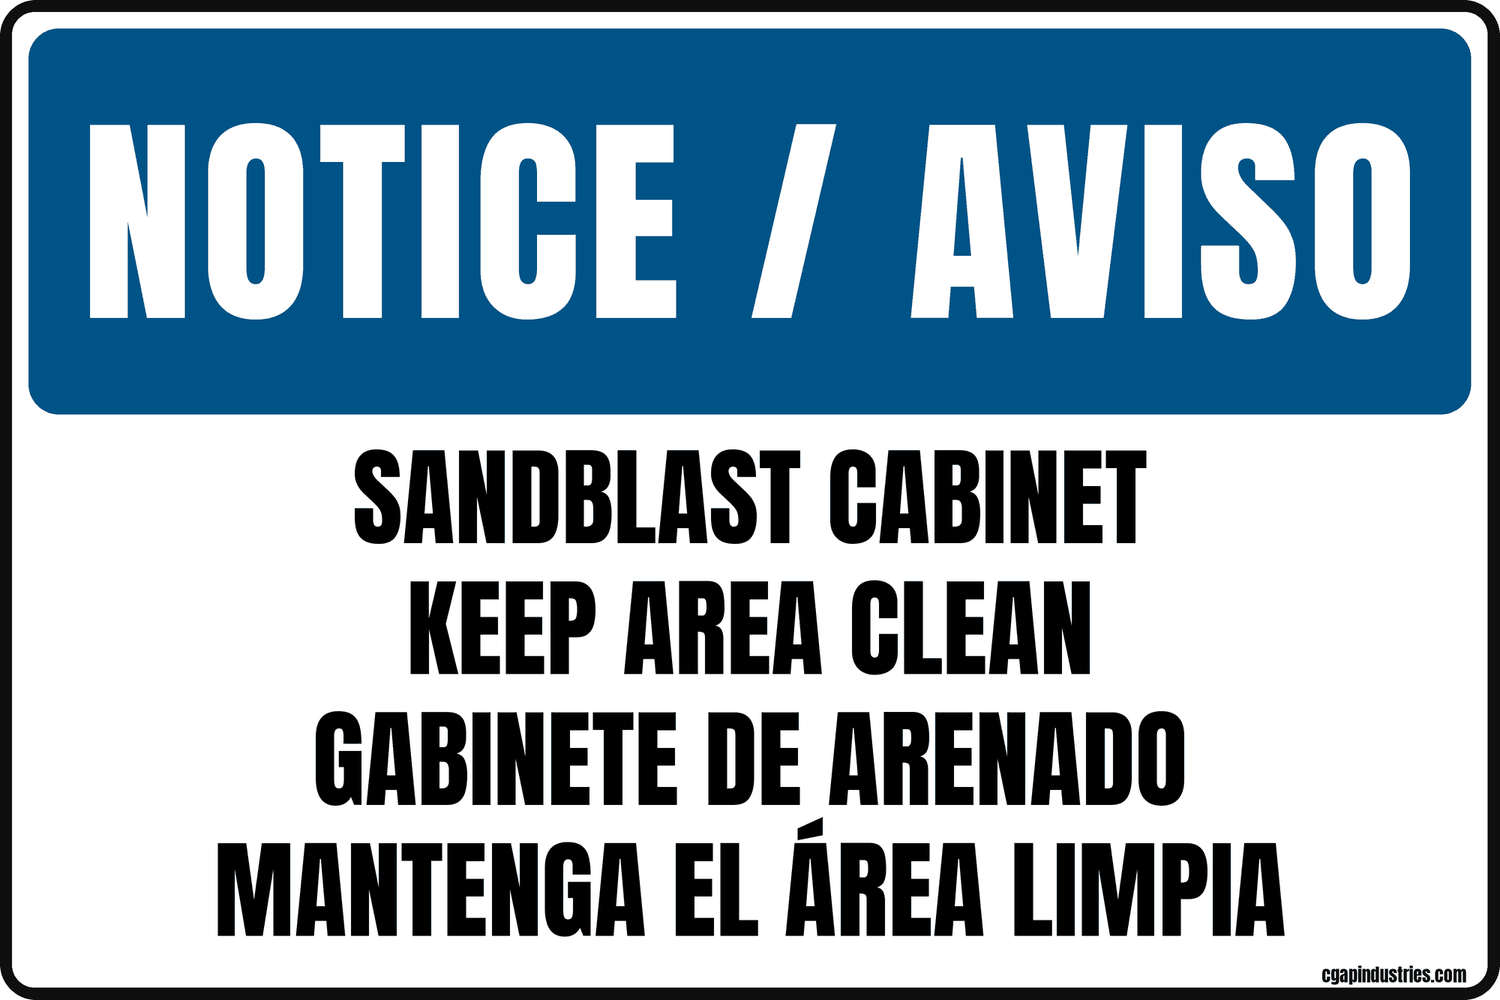 NOTICE / AVISO
SANDBLAST CABINET
KEEP AREA CLEAN
GABINETE DE ARENADO
MANTENGA EL ÁREA LIMPIA
cgapindustries.com